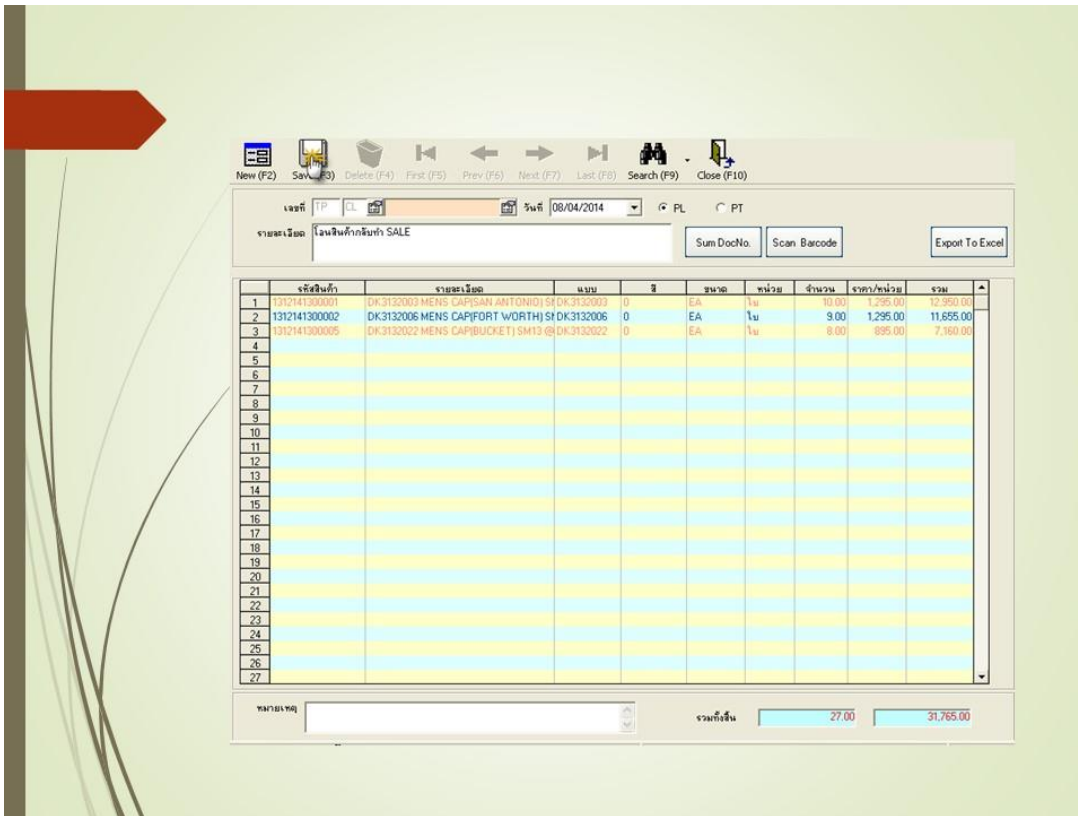 New (F2) Save (F3) Delete (F4) First (F5) Prev (F6) Next (F7) Last (F8) Search (F9) Close (F10)
เลขที่ TP CL วันที่ 08/04/2014 PL PT
รายละเอียด โอนสินค้ากลับทำ SALE
Sum DocNo. Scan Barcode Export To Excel
รหัสสินค้า รายละเอียด แบบ สี ขนาด หน่วย จำนวน ราคา/หน่วย รวม
1 1312141300001 DK3132003 MENS CAP(SAN ANTONIO) DK3132003 0 EA ใบ 10.00 1,295.00 12,950.00
2 1312141300002 DK3132006 MENS CAP(FORT WORTH) DK3132006 0 EA ใบ 9.00 1,295.00 11,655.00
3 1312141300005 DK3132022 MENS CAP(BUCKET) SM13 @ DK3132022 0 EA ใบ 8.00 895.00 7,160.00
4
5
6
7
8
9
10
11
12
13
14
15
16
17
18
19
20
21
22
23
24
25
26
27
หมายเหตุ รวมทั้งสิ้น 27.00 31,765.00